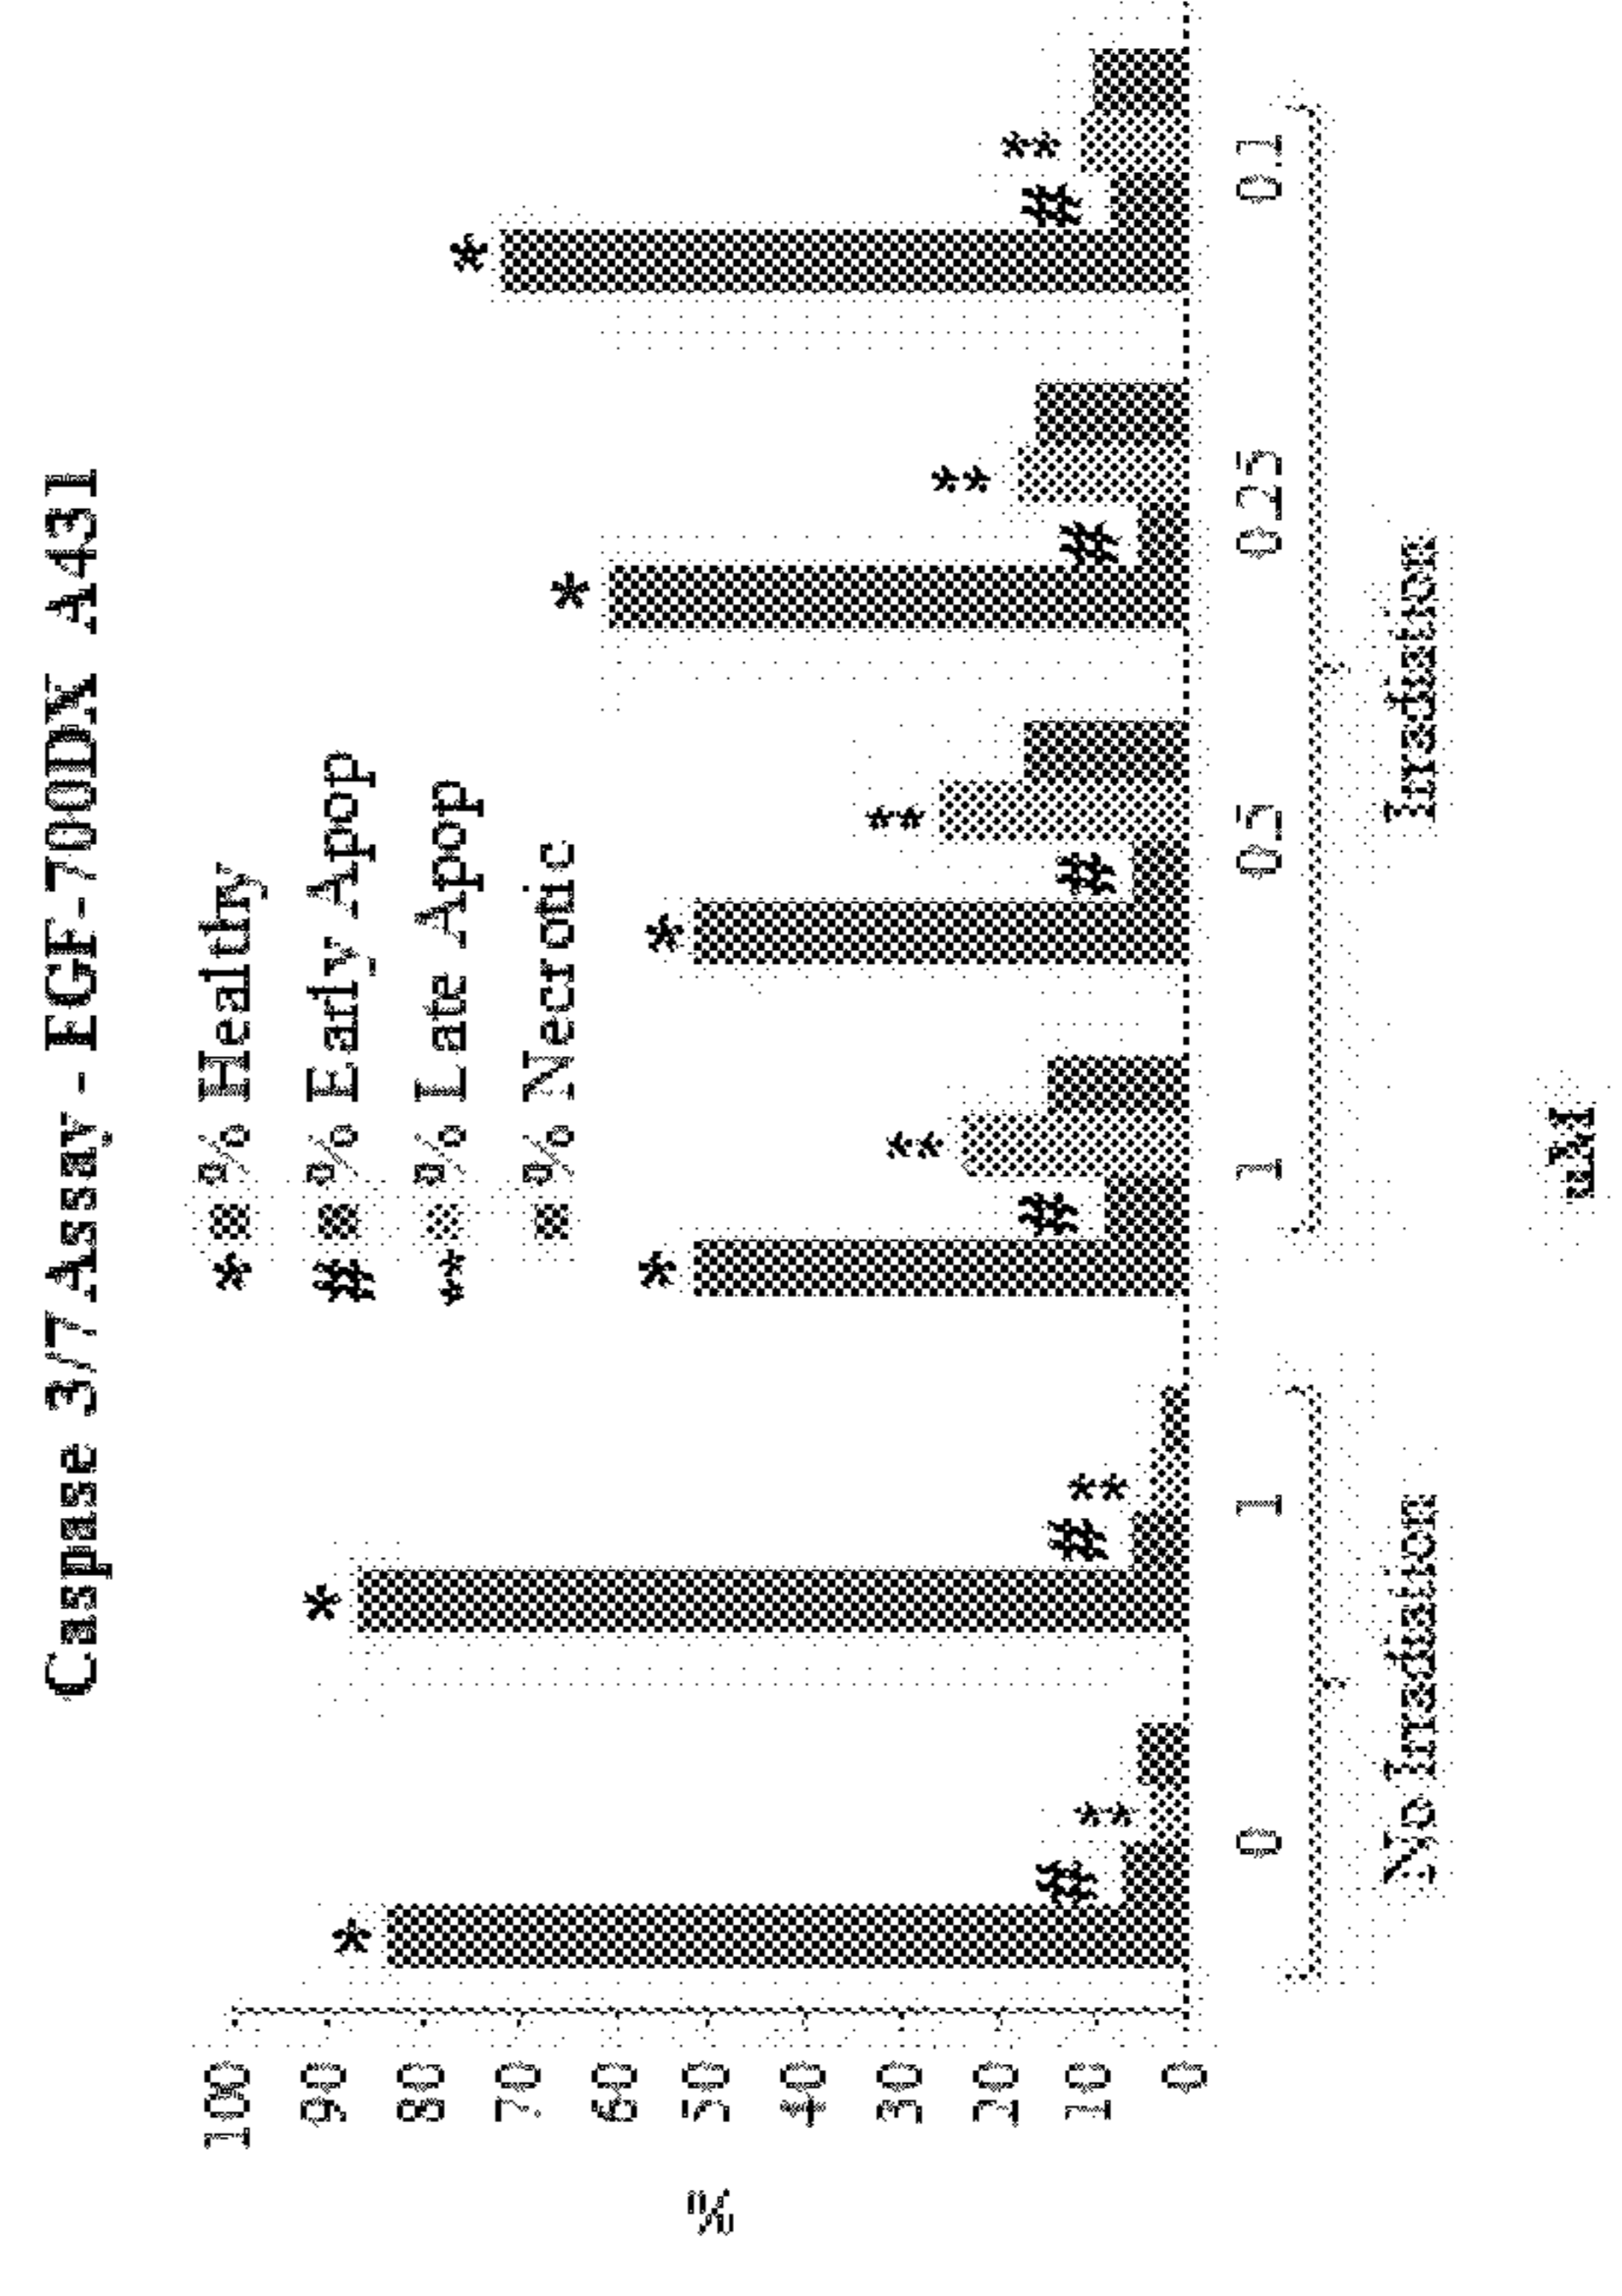 Caspase 3/7 Assay - EGF-700DX A431
* % Healthy
# % Early Apop
** % Late Apop
% Necrotic
%
100
90
80
70
60
50
40
30
20
10
0
* # **
* # **
* # **
* # **
* # **
* # **
0 1 1 0.5 0.25 0.1
No Irradiation Irradiation
uM